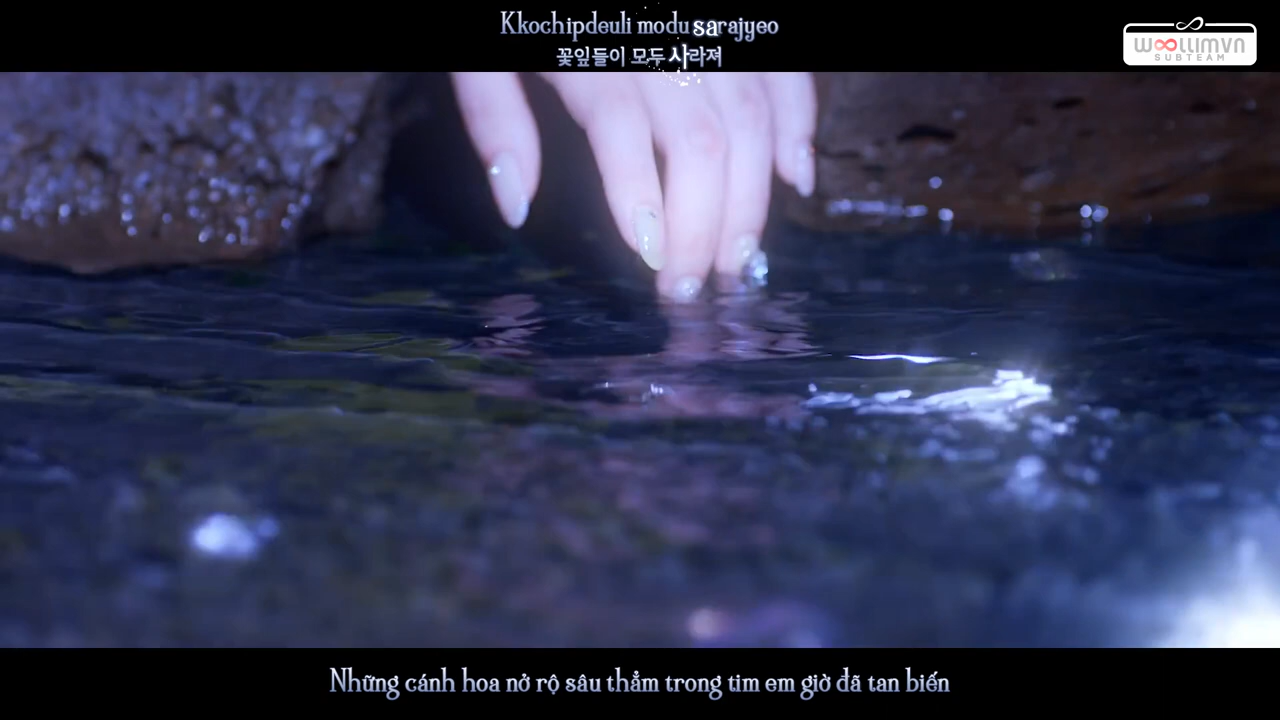 Kkochipdeuli modu sarajyeo
꽃잎들이 모두 사라져
WOOLLIMVN
SUBTEAM
Những cánh hoa nở rộ sâu thẳm trong tim em giờ đã tan biến